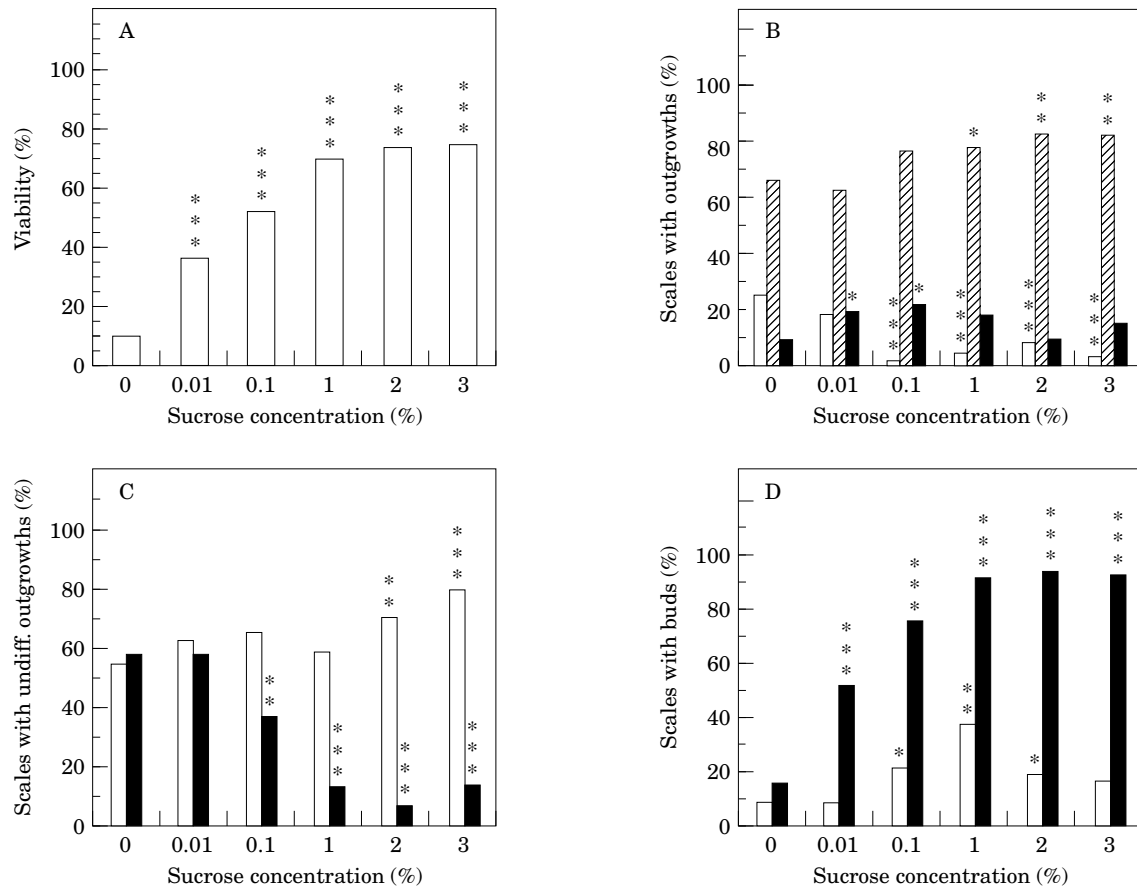 A
Viability (%)
100
80
60
40
20
0
* * *
* * *
* * *
* * *
* * *
0 0.01 0.1 1 2 3
Sucrose concentration (%)
B
Scales with outgrowths (%)
100
80
60
40
20
0
*
* * *
*
* * *
*
* * *
* *
* * *
* *
0 0.01 0.1 1 2 3
Sucrose concentration (%)
C
Scales with undiff. outgrowths (%)
100
80
60
40
20
0
* *
* * *
* *
* * *
* * *
* * *
0 0.01 0.1 1 2 3
Sucrose concentration (%)
D
Scales with buds (%)
100
80
60
40
20
0
* * *
*
* * *
* *
* * *
*
* * *
* * *
0 0.01 0.1 1 2 3
Sucrose concentration (%)